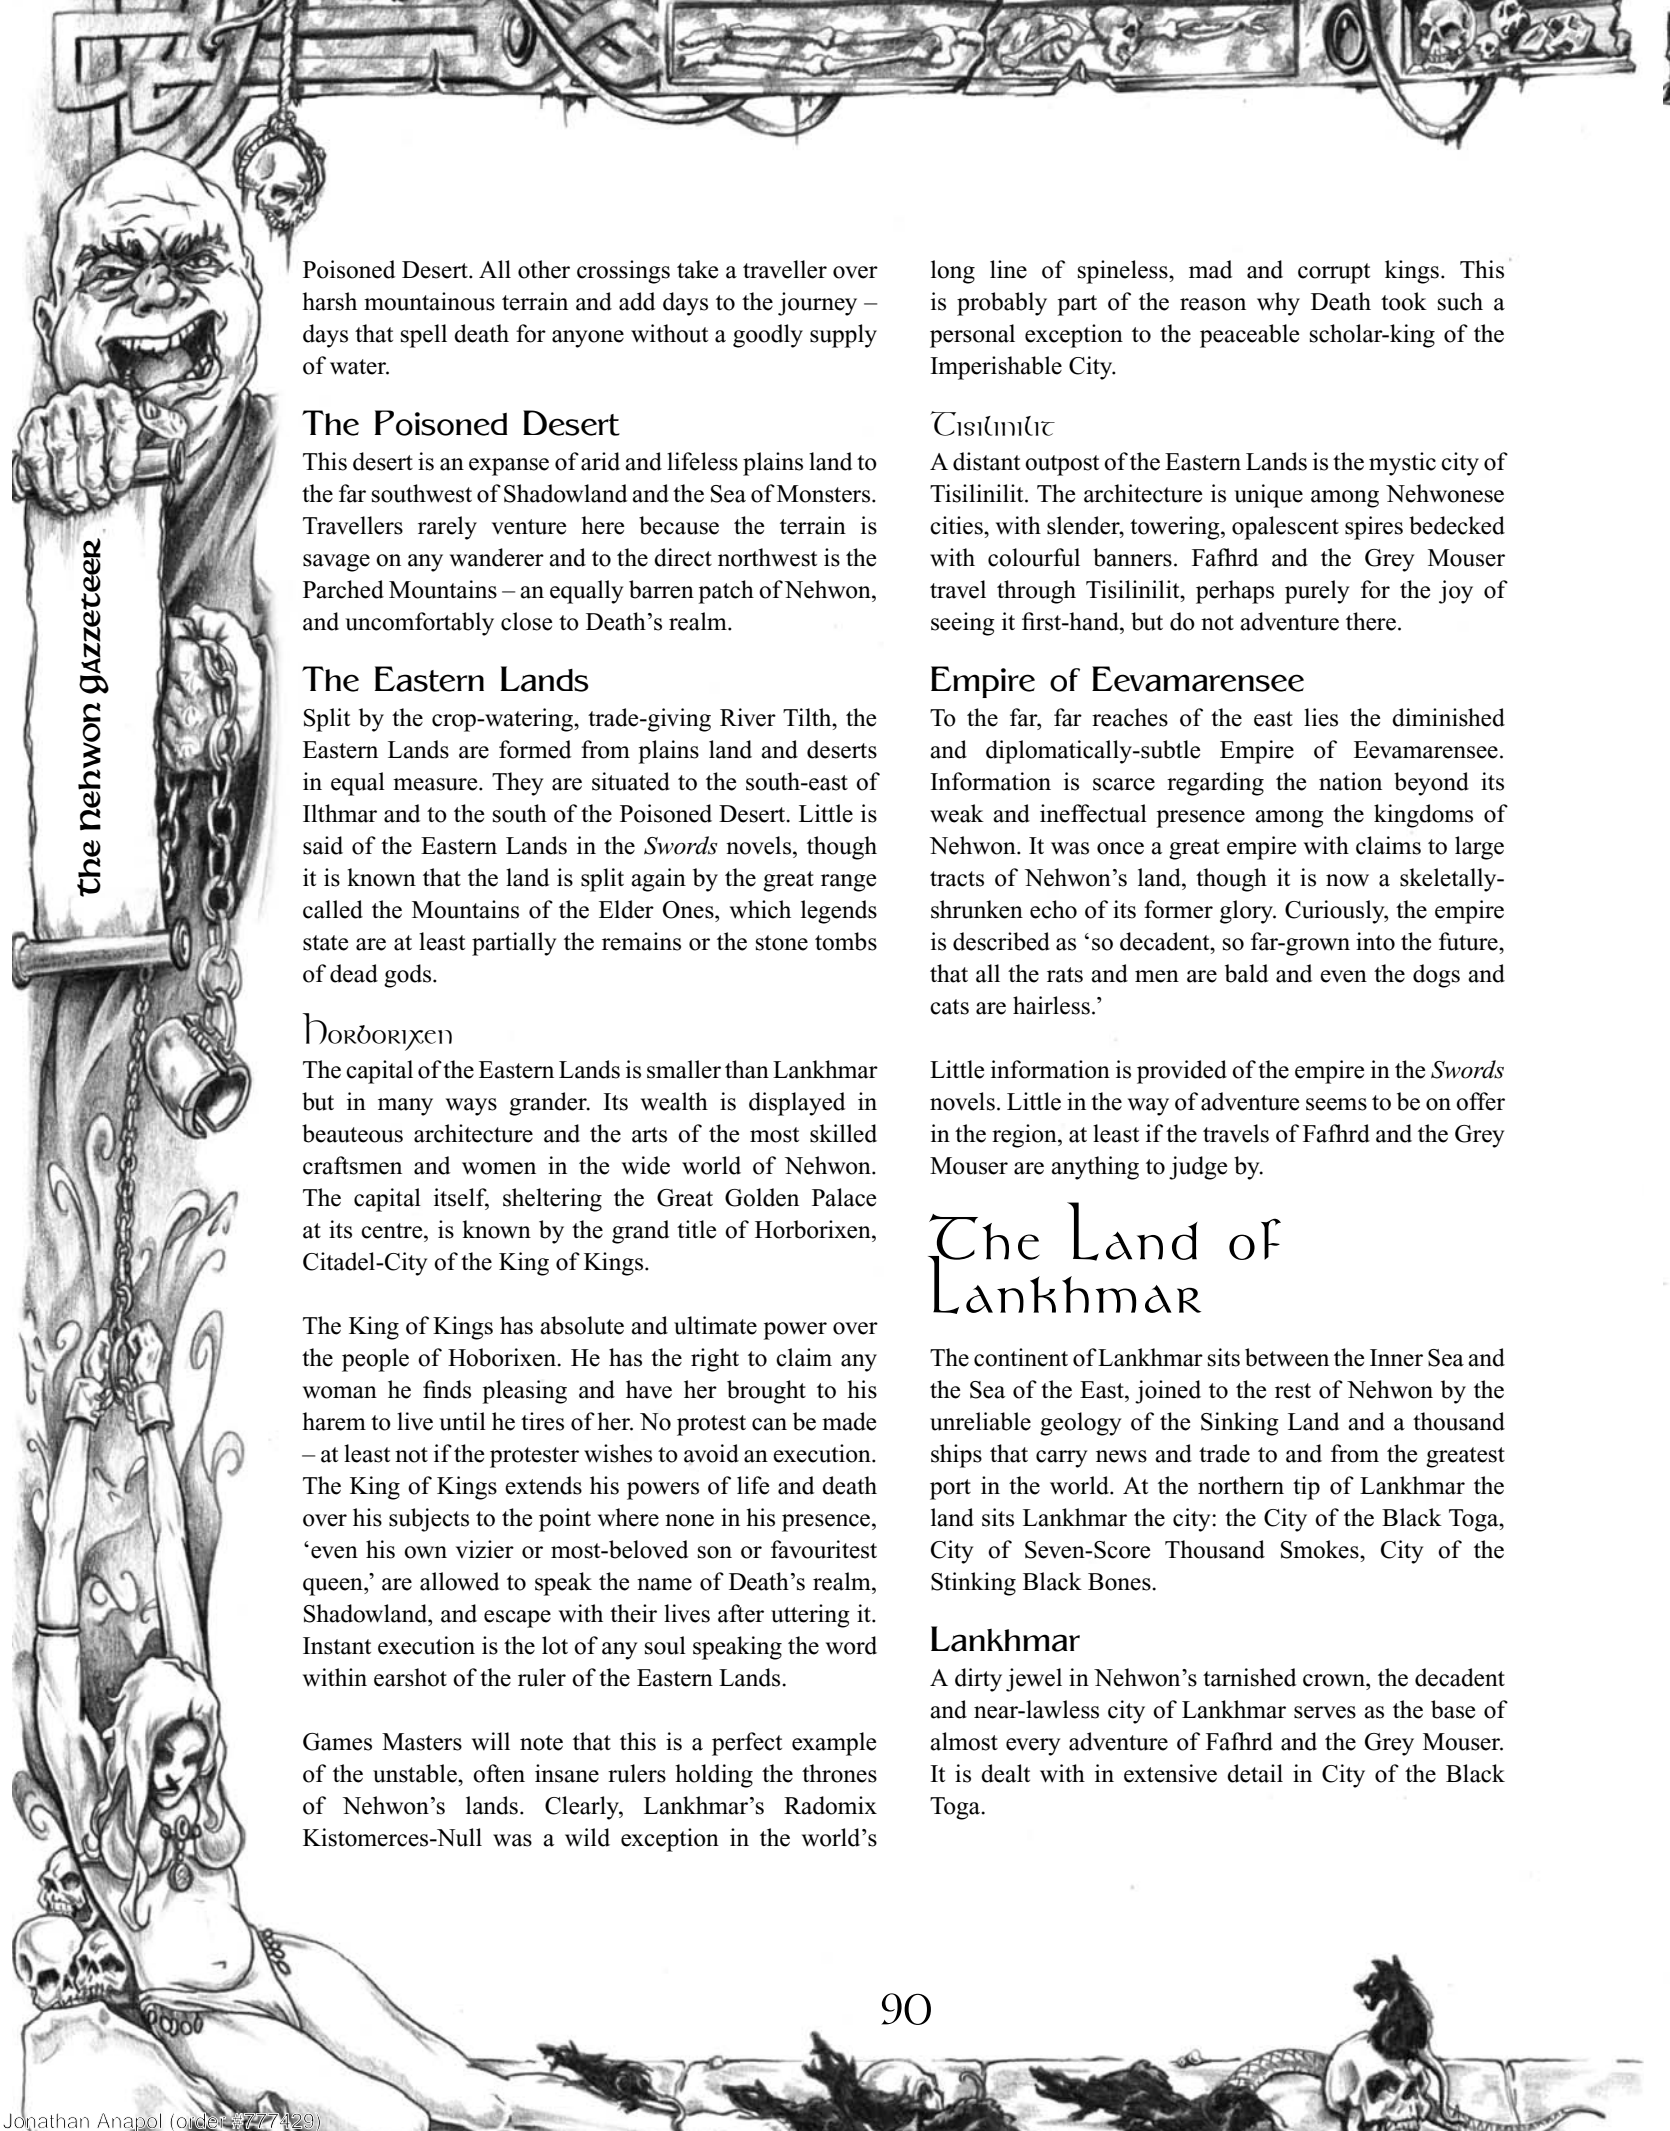 the nehwon gazzeteer
Poisoned Desert. All other crossings take a traveller over
harsh mountainous terrain and add days to the journey –
days that spell death for anyone without a goodly supply
of water.
The Poisoned Desert
This desert is an expanse of arid and lifeless plains land to
the far southwest of Shadowland and the Sea of Monsters.
Travellers rarely venture here because the terrain is
savage on any wanderer and to the direct northwest is the
Parched Mountains – an equally barren patch of Nehwon,
and uncomfortably close to Death’s realm.
The Eastern Lands
Split by the crop-watering, trade-giving River Tilth, the
Eastern Lands are formed from plains land and deserts
in equal measure. They are situated to the south-east of
Ilthmar and to the south of the Poisoned Desert. Little is
said of the Eastern Lands in the Swords novels, though
it is known that the land is split again by the great range
called the Mountains of the Elder Ones, which legends
state are at least partially the remains or the stone tombs
of dead gods.
Horborixen
The capital of the Eastern Lands is smaller than Lankhmar
but in many ways grander. Its wealth is displayed in
beauteous architecture and the arts of the most skilled
craftsmen and women in the wide world of Nehwon.
The capital itself, sheltering the Great Golden Palace
at its centre, is known by the grand title of Horborixen,
Citadel-City of the King of Kings.
The King of Kings has absolute and ultimate power over
the people of Hoborixen. He has the right to claim any
woman he finds pleasing and have her brought to his
harem to live until he tires of her. No protest can be made
– at least not if the protester wishes to avoid an execution.
The King of Kings extends his powers of life and death
over his subjects to the point where none in his presence,
‘even his own vizier or most-beloved son or favouritest
queen,’ are allowed to speak the name of Death’s realm,
Shadowland, and escape with their lives after uttering it.
Instant execution is the lot of any soul speaking the word
within earshot of the ruler of the Eastern Lands.
Games Masters will note that this is a perfect example
of the unstable, often insane rulers holding the thrones
of Nehwon’s lands. Clearly, Lankhmar’s Radomix
Kistomerces-Null was a wild exception in the world’s
long line of spineless, mad and corrupt kings. This
is probably part of the reason why Death took such a
personal exception to the peaceable scholar-king of the
Imperishable City.
Tisilinilit
A distant outpost of the Eastern Lands is the mystic city of
Tisilinilit. The architecture is unique among Nehwonese
cities, with slender, towering, opalescent spires bedecked
with colourful banners. Fafhrd and the Grey Mouser
travel through Tisilinilit, perhaps purely for the joy of
seeing it first-hand, but do not adventure there.
Empire of Eevamarensee
To the far, far reaches of the east lies the diminished
and diplomatically-subtle Empire of Eevamarensee.
Information is scarce regarding the nation beyond its
weak and ineffectual presence among the kingdoms of
Nehwon. It was once a great empire with claims to large
tracts of Nehwon’s land, though it is now a skeletally-
shrunken echo of its former glory. Curiously, the empire
is described as ‘so decadent, so far-grown into the future,
that all the rats and men are bald and even the dogs and
cats are hairless.’
Little information is provided of the empire in the Swords
novels. Little in the way of adventure seems to be on offer
in the region, at least if the travels of Fafhrd and the Grey
Mouser are anything to judge by.
The Land of
Lankhmar
The continent of Lankhmar sits between the Inner Sea and
the Sea of the East, joined to the rest of Nehwon by the
unreliable geology of the Sinking Land and a thousand
ships that carry news and trade to and from the greatest
port in the world. At the northern tip of Lankhmar the
land sits Lankhmar the city: the City of the Black Toga,
City of Seven-Score Thousand Smokes, City of the
Stinking Black Bones.
Lankhmar
A dirty jewel in Nehwon’s tarnished crown, the decadent
and near-lawless city of Lankhmar serves as the base of
almost every adventure of Fafhrd and the Grey Mouser.
It is dealt with in extensive detail in City of the Black
Toga.
90
Jonathan Anapol (order #777429)